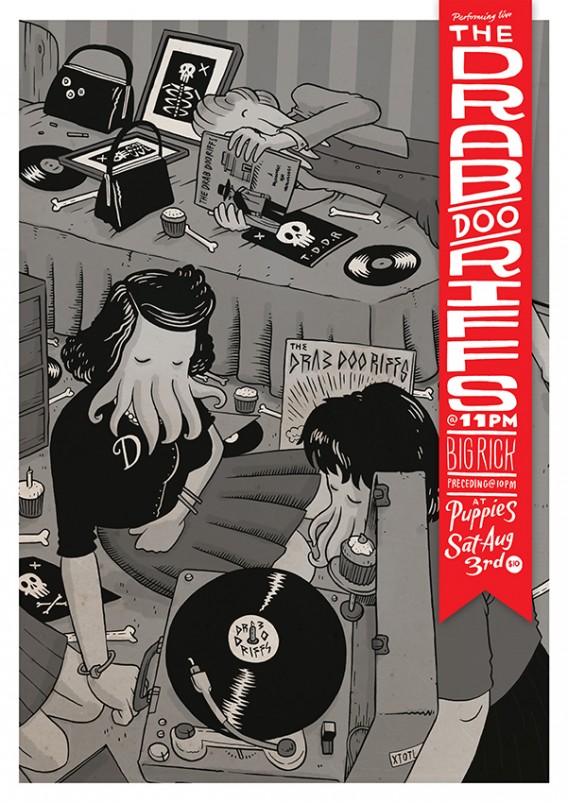 Performing live
THE
DRAB
DOO
RIFFS
@ 11PM
BIG RICK
PRECEDING @ 10PM
AT
Puppies
Sat-Aug
3rd $10
THE DRAB DOO RIFFS
T.D.D.R
THE
DRAB DOO RIFFS
D
DRAB
DOO
RIFFS
XTOTL